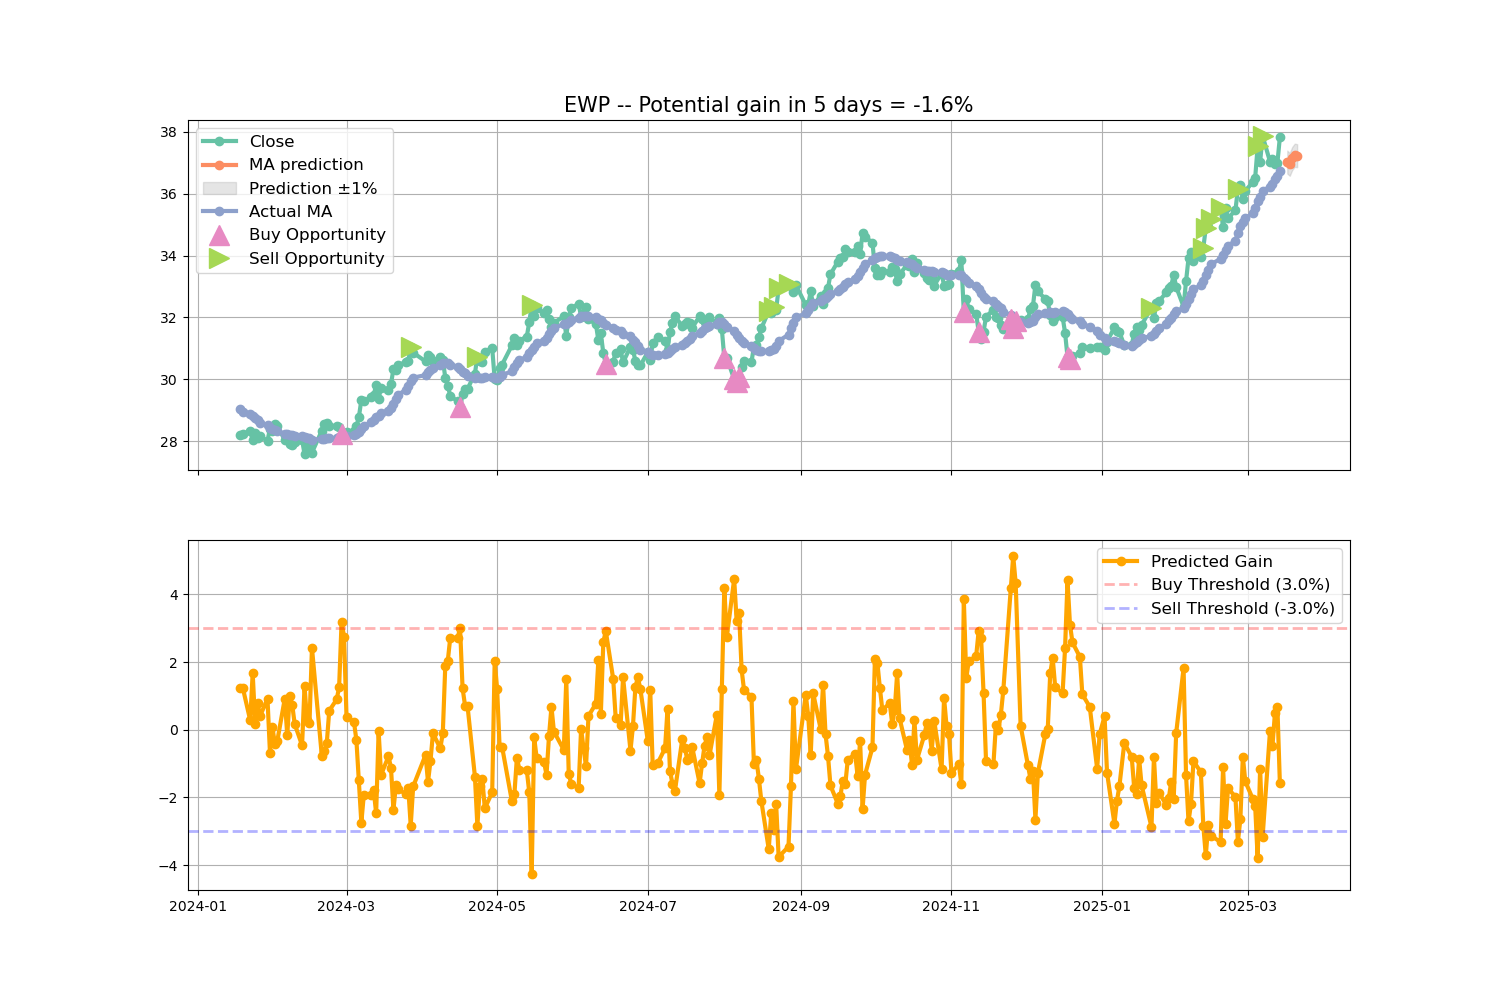 EWP -- Potential gain in 5 days = -1.6%
38
36
34
32
30
28
Close
MA prediction
Prediction ±1%
Actual MA
Buy Opportunity
Sell Opportunity
4
2
0
−2
−4
Predicted Gain
Buy Threshold (3.0%)
Sell Threshold (-3.0%)
2024-01 2024-03 2024-05 2024-07 2024-09 2024-11 2025-01 2025-03